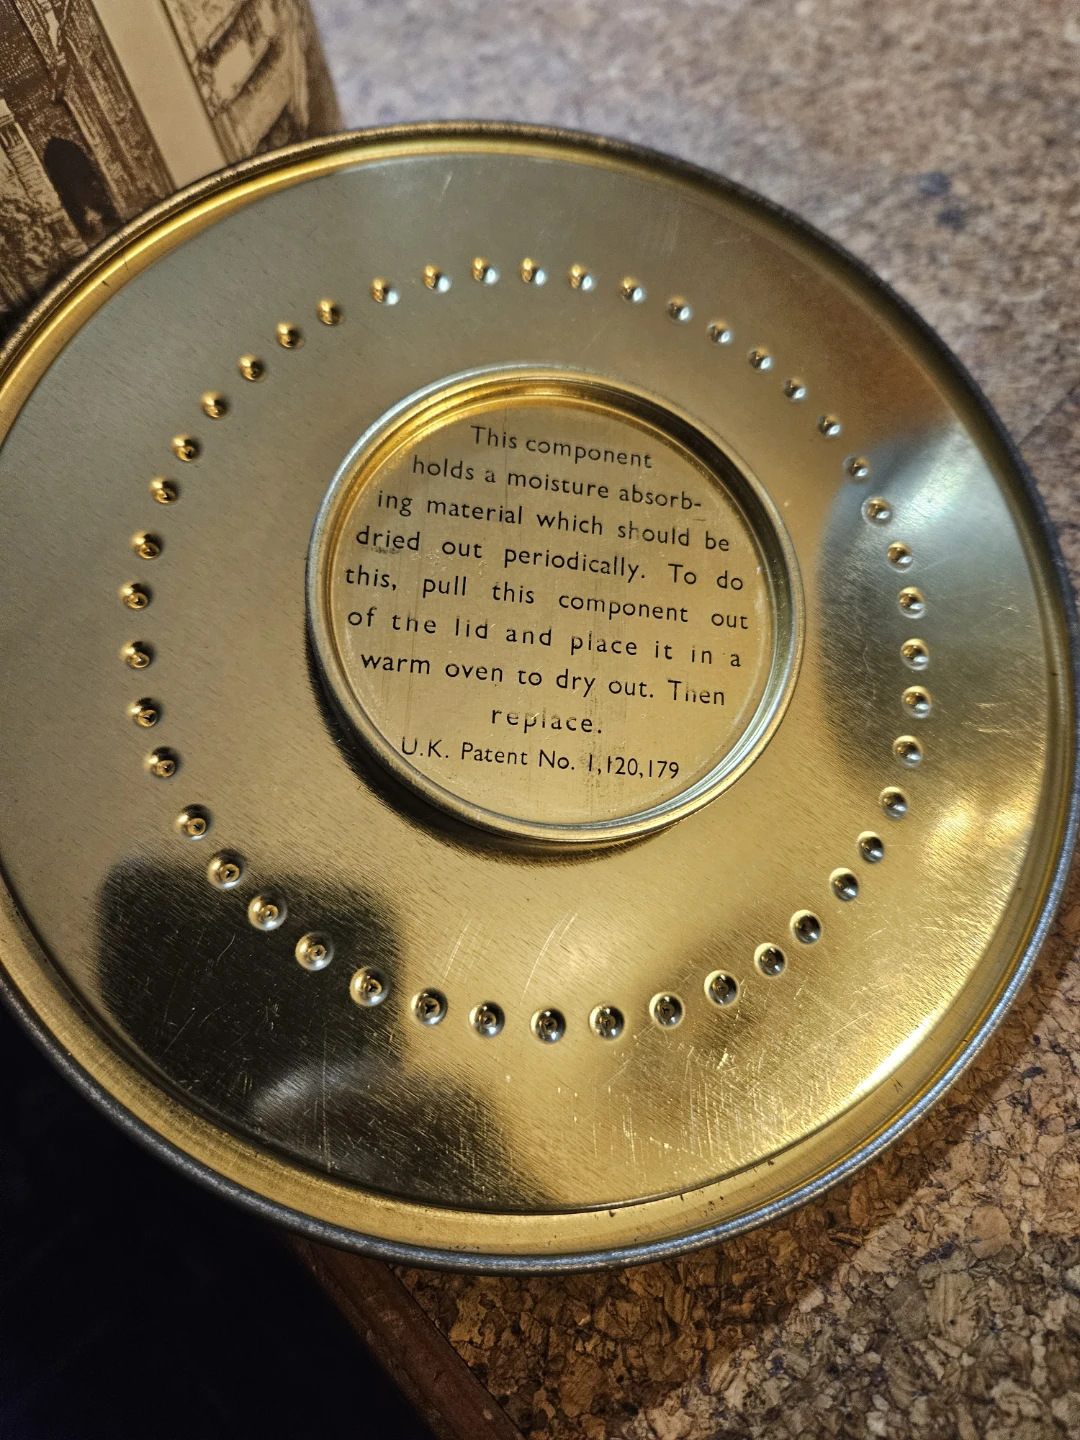 This component
holds a moisture absorb-
ing material which should be
dried out periodically. To do
this, pull this component out
of the lid and place it in a
warm oven to dry out. Then
replace.
U.K. Patent No. 1,120,179